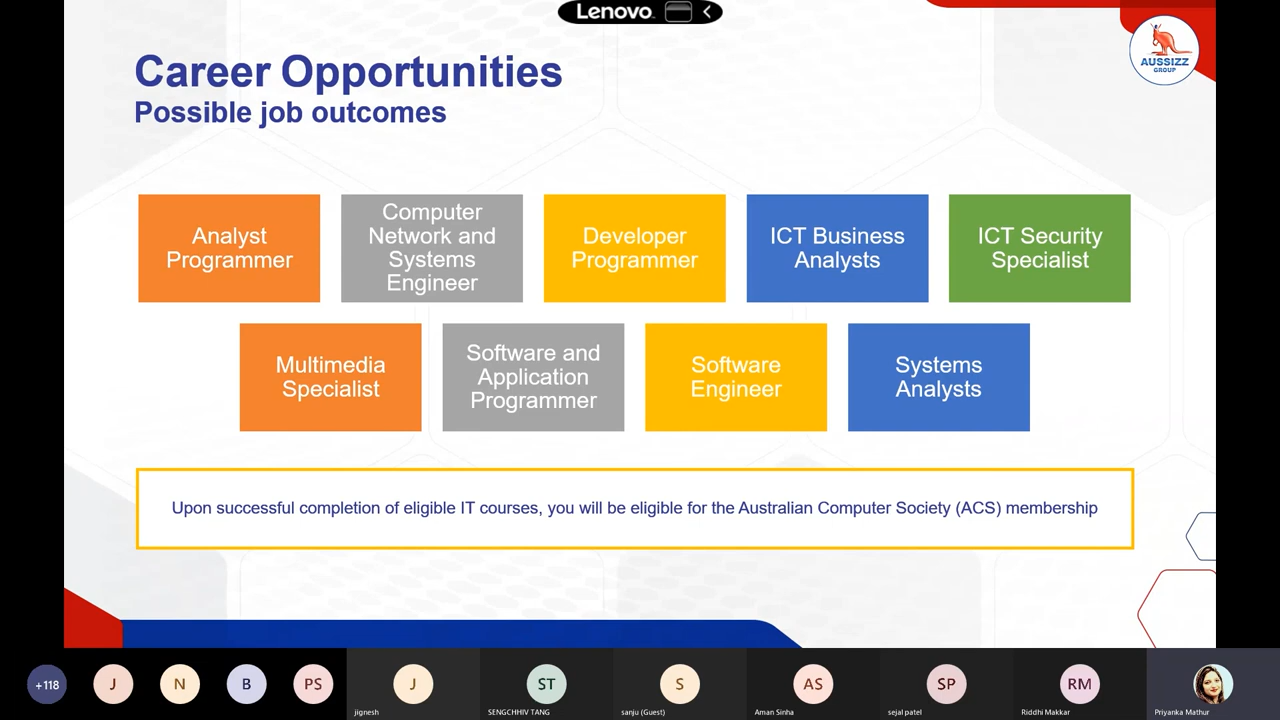 Lenovo
Career Opportunities
Possible job outcomes
AUSSIZZ
GROUP
Analyst
Programmer
Computer
Network and
Systems
Engineer
Developer
Programmer
ICT Business
Analysts
ICT Security
Specialist
Multimedia
Specialist
Software and
Application
Programmer
Software
Engineer
Systems
Analysts
Upon successful completion of eligible IT courses, you will be eligible for the Australian Computer Society (ACS) membership
+118
J
N
B
PS
J
ST
S
AS
SP
RM
jignesh
SENGCHHIV TANG
sanju (Guest)
Aman Sinha
sejal patel
Riddhi Makkar
Priyanka Mathur